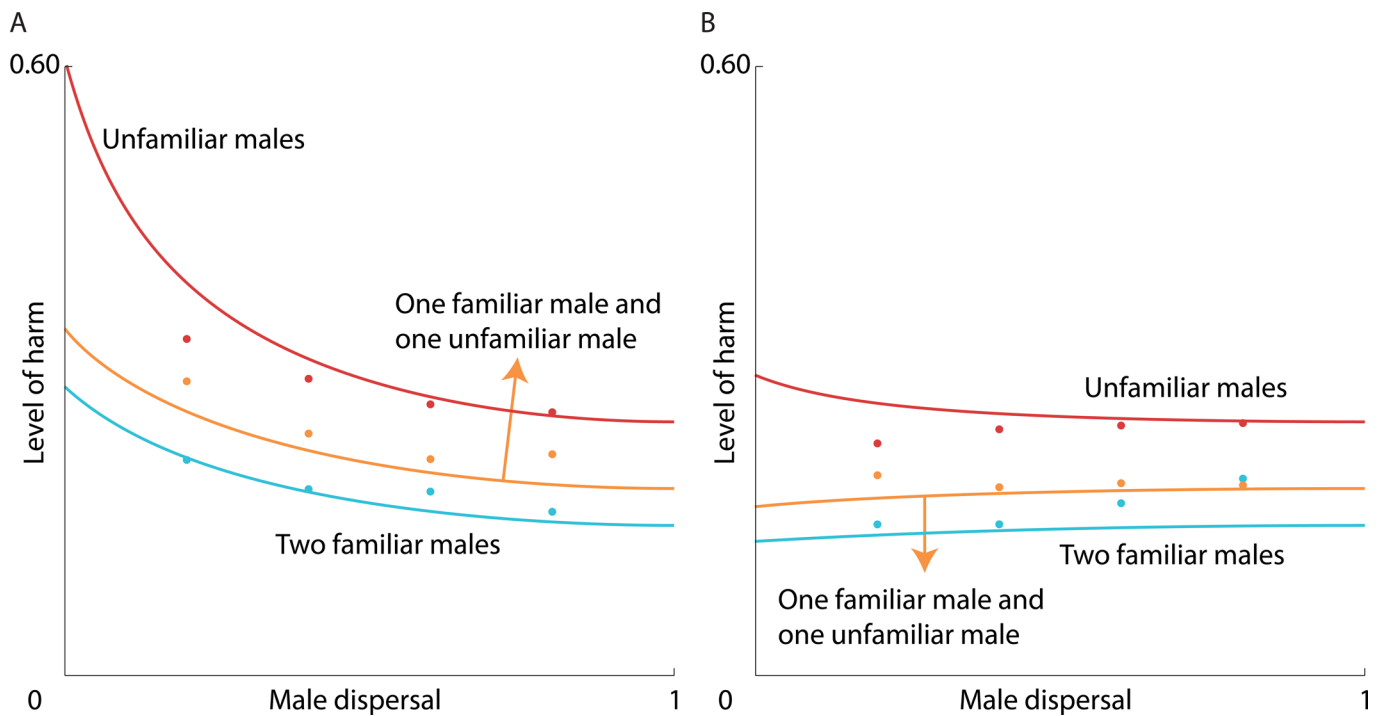 A
0.60
Unfamiliar males
One familiar male and
one unfamiliar male
Two familiar males
Level of harm
0
Male dispersal
1
B
0.60
Unfamiliar males
Two familiar males
One familiar male and
one unfamiliar male
Level of harm
0
Male dispersal
1